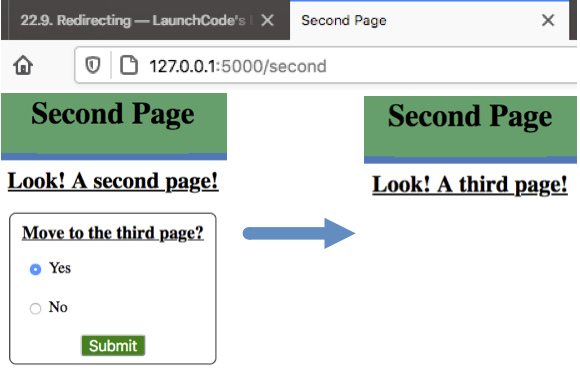 22.9. Redirecting — LaunchCode's
Second Page
127.0.0.1:5000/second
Second Page
Look! A second page!
Move to the third page?
Yes
No
Submit
Second Page
Look! A third page!